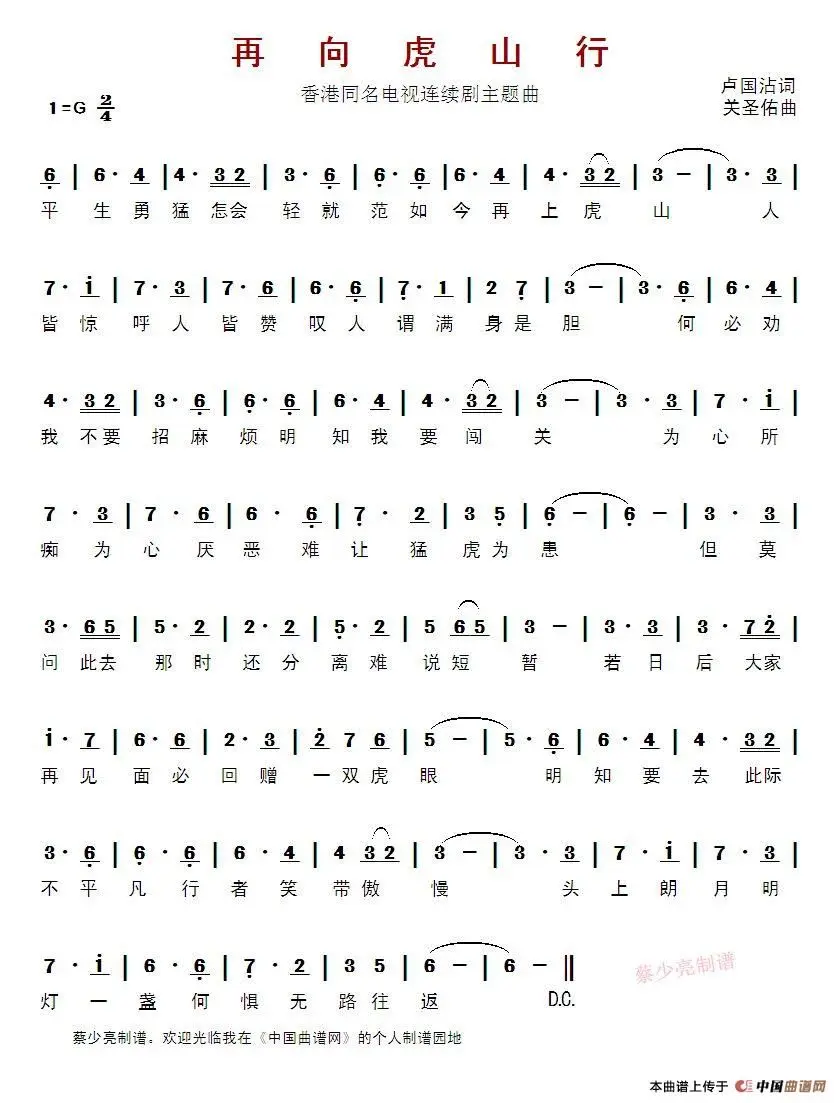 再向虎山行
香港同名电视连续剧主题曲
卢国沾词
1=G 2/4
关圣佑曲
6̣ | 6· 4 | 4· 32 | 3· 6̣ | 6̣· 6̣ | 6· 4 | 4· 32 | 3 – | 3· 3 |
平 生 勇 猛 怎会 轻 就 范 如 今 再 上 虎 山 人
7· i | 7· 3 | 7· 6 | 6· 6̣ | 7̣· 1 | 2 7̣ | 3 – | 3· 6̣ | 6· 4 |
皆 惊 呼 人 皆 赞 叹 人 谓 满 身 是 胆 何 必 劝
4· 32 | 3· 6̣ | 6̣· 6̣ | 6· 4 | 4· 32 | 3 – | 3· 3 | 7· i |
我 不要 招 麻 烦 明 知 我 要 闯 关 为 心 所
7· 3 | 7· 6 | 6· 6̣ | 7̣· 2 | 3 5̣ | 6̣ – | 6̣ – | 3· 3 |
痴 为 心 厌 恶 难 让 猛 虎 为 患 但 莫
3· 65 | 5· 2 | 2· 2 | 5̣· 2 | 5 65 | 3 – | 3· 3 | 3· 72̇ |
问 此去 那 时 还 分 离 难 说 短 暂 若 日 后 大家
i· 7 | 6· 6 | 2· 3 | 2̇ 7 6 | 5 – | 5· 6̣ | 6· 4 | 4· 32 |
再 见 面 必 回 赠 一 双 虎 眼 明 知 要 去 此际
3· 6̣ | 6̣· 6̣ | 6· 4 | 4 32 | 3 – | 3· 3 | 7· i | 7· 3 |
不 平 凡 行 者 笑 带 傲 慢 头 上 朗 月 明
7· i | 6· 6̣ | 7̣· 2 | 3 5 | 6 – | 6 – ‖
灯 一 盏 何 惧 无 路 往 返 D.C.
蔡少亮制谱
蔡少亮制谱。欢迎光临我在《中国曲谱网》的个人制谱园地
本曲谱上传于 中国曲谱网